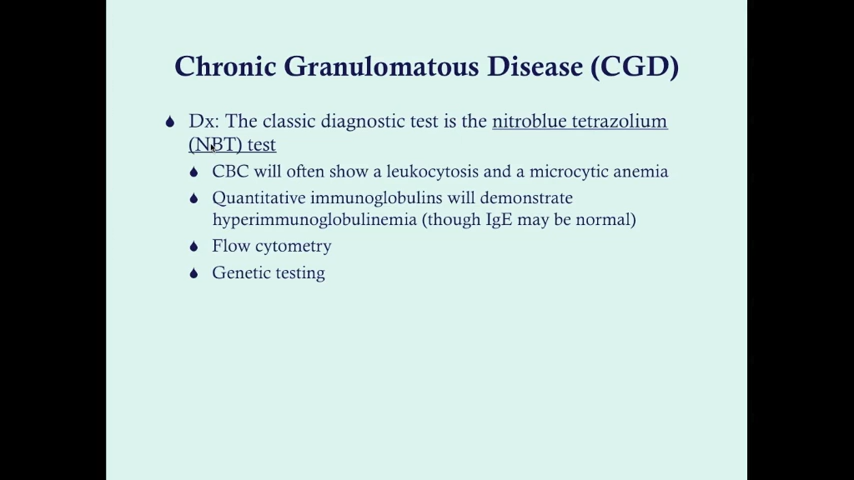 Chronic Granulomatous Disease (CGD)
Dx: The classic diagnostic test is the nitroblue tetrazolium
(NBT) test
CBC will often show a leukocytosis and a microcytic anemia
Quantitative immunoglobulins will demonstrate
hyperimmunoglobulinemia (though IgE may be normal)
Flow cytometry
Genetic testing